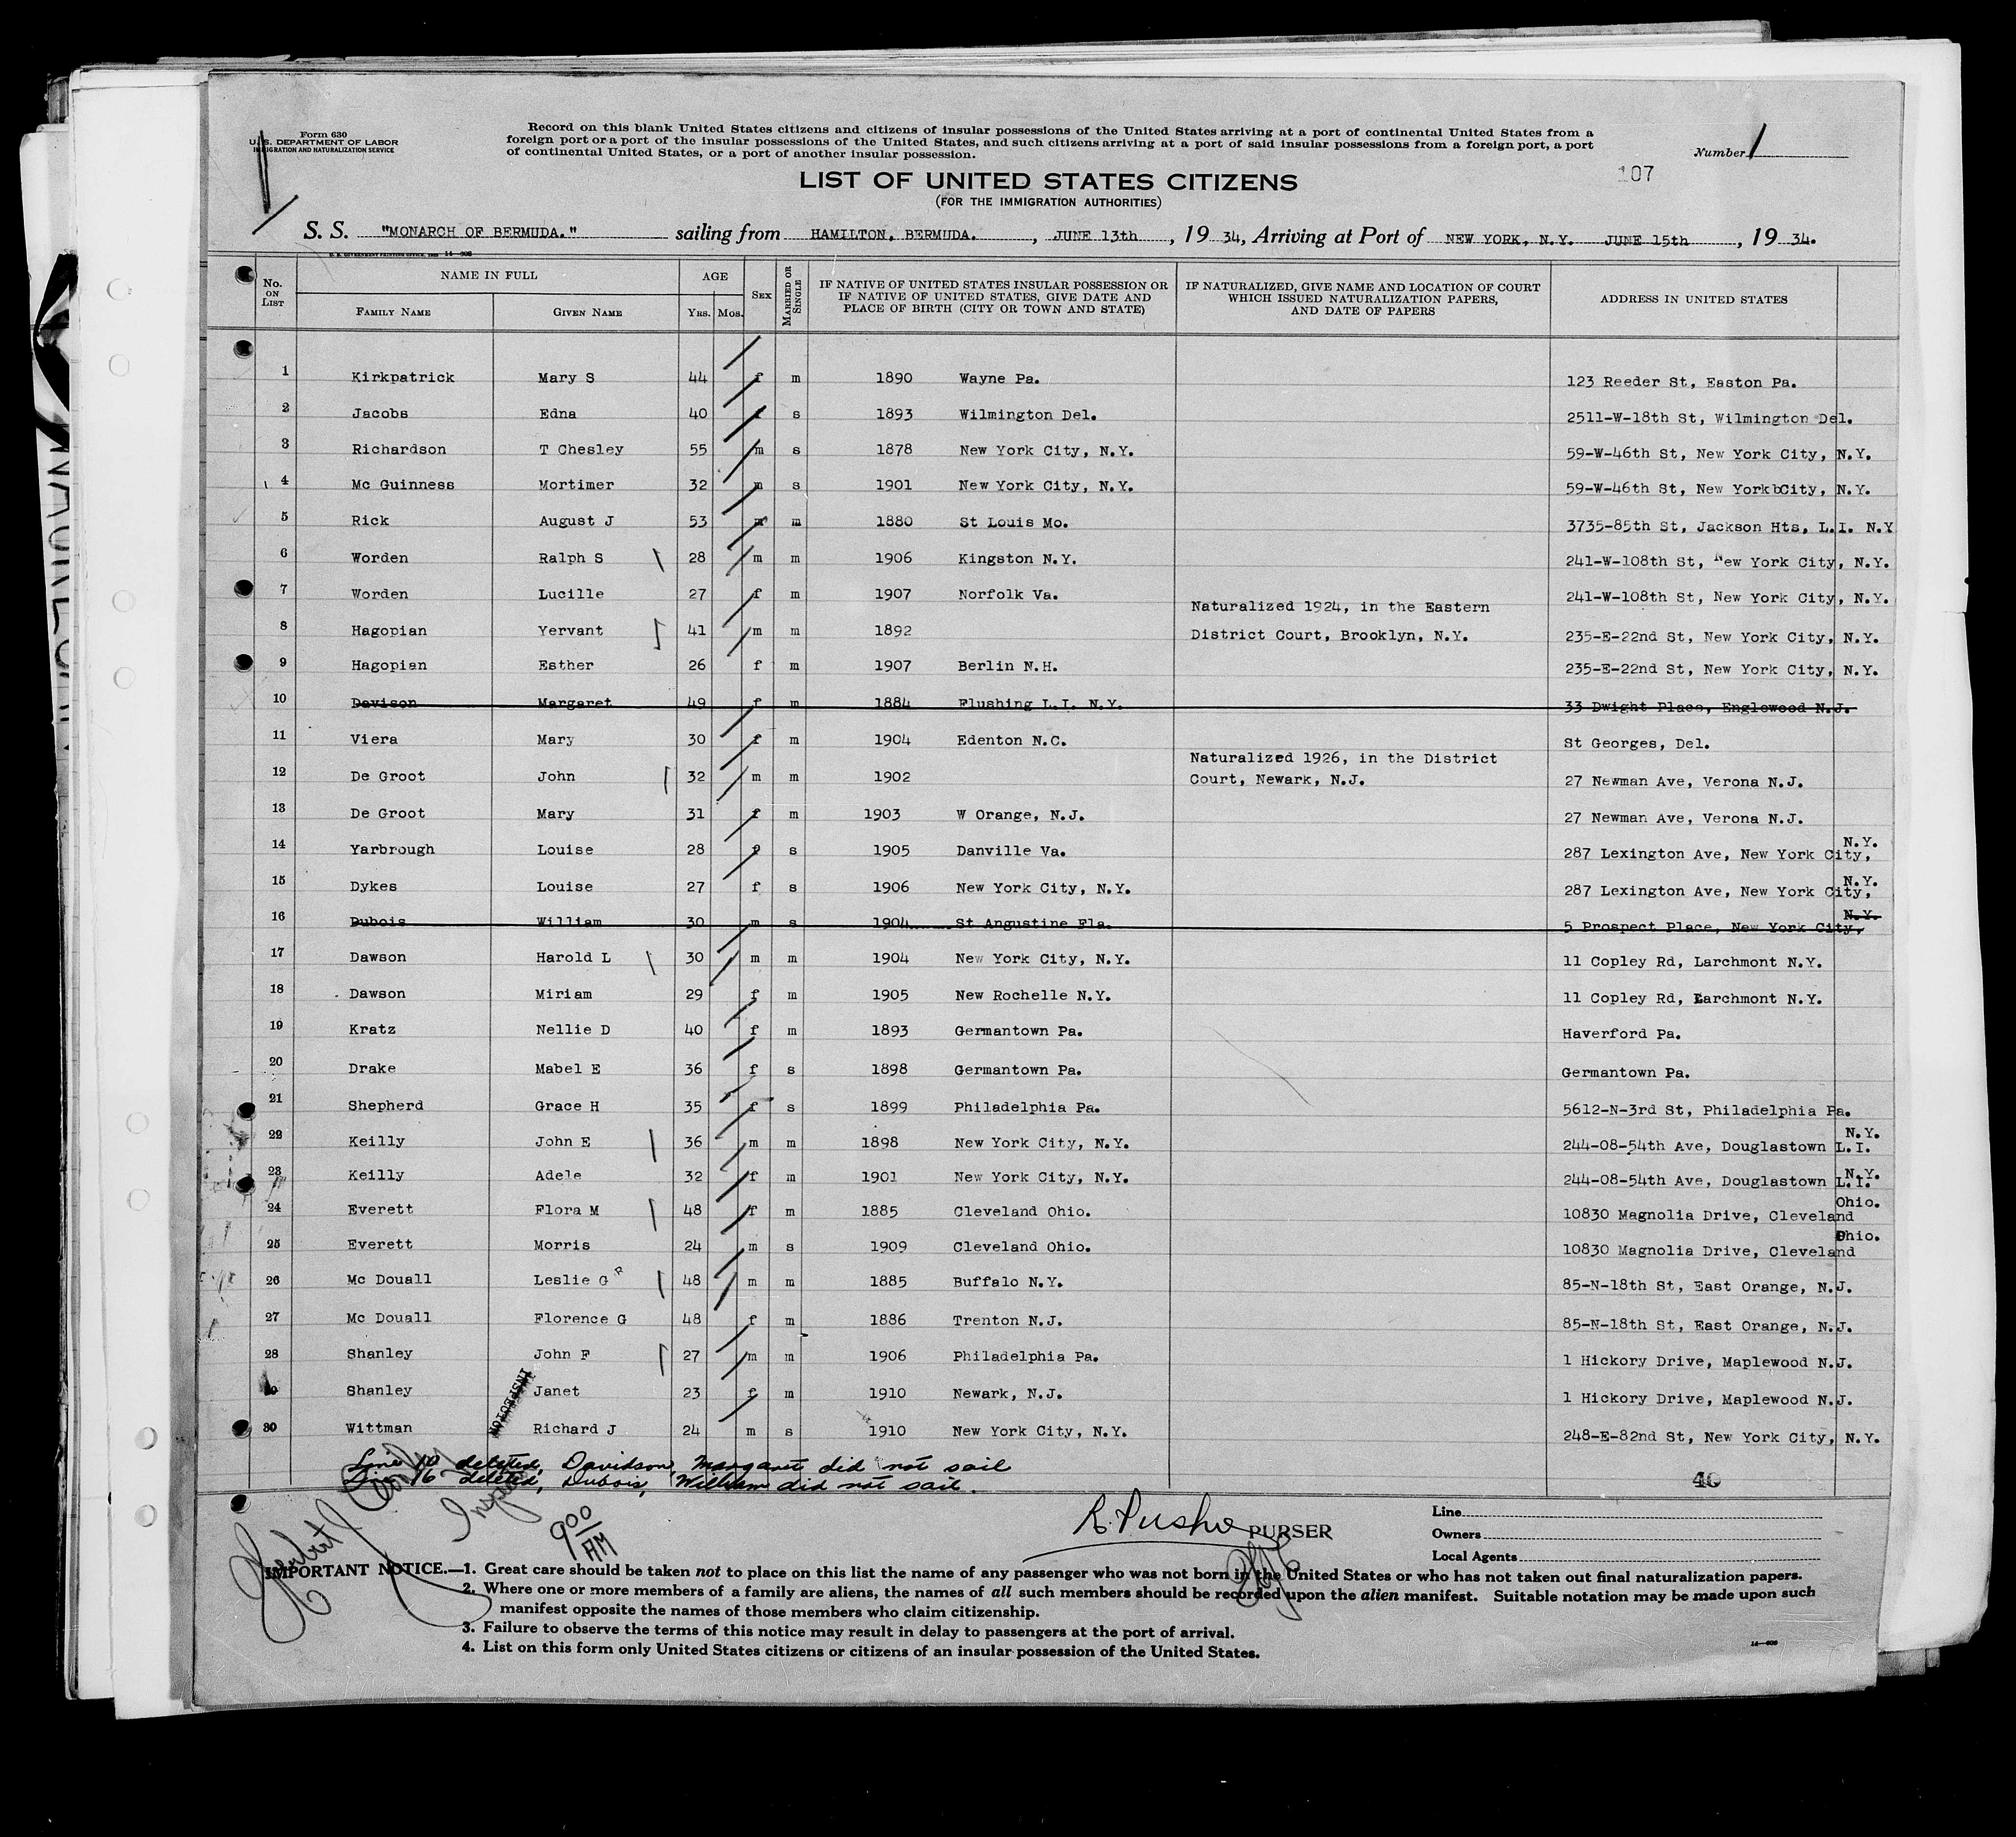 Form 630
U. S. DEPARTMENT OF LABOR
IMMIGRATION AND NATURALIZATION SERVICE
Record on this blank United States citizens and citizens of insular possessions of the United States arriving at a port of continental United States from a
foreign port or a port of the insular possessions of the United States, and such citizens arriving at a port of said insular possessions from a foreign port, a port
of continental United States, or a port of another insular possession.
Number 1
107
LIST OF UNITED STATES CITIZENS
(FOR THE IMMIGRATION AUTHORITIES)
S. S. "MONARCH OF BERMUDA." sailing from HAMILTON, BERMUDA. , JUNE 13th , 19 34, Arriving at Port of NEW YORK, N.Y. JUNE 15th , 19 34.
No. ON LIST NAME IN FULL AGE SEX MARRIED OR SINGLE IF NATIVE OF UNITED STATES INSULAR POSSESSION OR IF NATIVE OF UNITED STATES, GIVE DATE AND PLACE OF BIRTH (CITY OR TOWN AND STATE) IF NATURALIZED, GIVE NAME AND LOCATION OF COURT WHICH ISSUED NATURALIZATION PAPERS, AND DATE OF PAPERS ADDRESS IN UNITED STATES
FAMILY NAME GIVEN NAME YRS. MOS.
1 Kirkpatrick Mary S 44 f m 1890 Wayne Pa. 123 Reeder St, Easton Pa.
2 Jacobs Edna 40 f s 1893 Wilmington Del. 2511-W-18th St, Wilmington Del.
3 Richardson T Chesley 55 m s 1878 New York City, N.Y. 59-W-46th St, New York City, N.Y.
4 Mc Guinness Mortimer 32 m s 1901 New York City, N.Y. 59-W-46th St, New YorkbCity, N.Y.
5 Rick August J 53 m m 1880 St Louis Mo. 3735-85th St, Jackson Hts, L.I. N.Y
6 Worden Ralph S 28 m m 1906 Kingston N.Y. 241-W-108th St, New York City, N.Y.
7 Worden Lucille 27 f m 1907 Norfolk Va. 241-W-108th St, New York City, N.Y.
Naturalized 1924, in the Eastern
8 Hagopian Yervant 41 m m 1892 District Court, Brooklyn, N.Y. 235-E-22nd St, New York City, N.Y.
9 Hagopian Esther 26 f m 1907 Berlin N.H. 235-E-22nd St, New York City, N.Y.
10 Davison Margaret 49 f m 1884 Flushing L.I. N.Y. 33 Dwight Place, Englewood N.J.
11 Viera Mary 30 f m 1904 Edenton N.C. St Georges, Del.
Naturalized 1926, in the District
12 De Groot John 32 m m 1902 Court, Newark, N.J. 27 Newman Ave, Verona N.J.
13 De Groot Mary 31 f m 1903 W Orange, N.J. 27 Newman Ave, Verona N.J.
14 Yarbrough Louise 28 f s 1905 Danville Va. 287 Lexington Ave, New York City, N.Y.
15 Dykes Louise 27 f s 1906 New York City, N.Y. 287 Lexington Ave, New York City, N.Y.
16 Dubois William 30 m s 1904 St Angustine Fla. 5 Prospect Place, New York City, N.Y.
17 Dawson Harold L 30 m m 1904 New York City, N.Y. 11 Copley Rd, Larchmont N.Y.
18 Dawson Miriam 29 f m 1905 New Rochelle N.Y. 11 Copley Rd, Larchmont N.Y.
19 Kratz Nellie D 40 f m 1893 Germantown Pa. Haverford Pa.
20 Drake Mabel E 36 f s 1898 Germantown Pa. Germantown Pa.
21 Shepherd Grace H 35 f s 1899 Philadelphia Pa. 5612-N-3rd St, Philadelphia Pa.
22 Keilly John E 36 m m 1898 New York City, N.Y. 244-08-54th Ave, Douglastown L.I. N.Y.
23 Keilly Adele 32 f m 1901 New York City, N.Y. 244-08-54th Ave, Douglastown L.I. N.Y.
24 Everett Flora M 48 f m 1885 Cleveland Ohio. 10830 Magnolia Drive, Cleveland Ohio.
25 Everett Morris 24 m s 1909 Cleveland Ohio. 10830 Magnolia Drive, Cleveland Ohio.
26 Mc Douall Leslie G R 48 m m 1885 Buffalo N.Y. 85-N-18th St, East Orange, N.J.
27 Mc Douall Florence G 48 f m 1886 Trenton N.J. 85-N-18th St, East Orange, N.J.
28 Shanley John F 27 m m 1906 Philadelphia Pa. 1 Hickory Drive, Maplewood N.J.
29 Shanley Janet 23 f m 1910 Newark, N.J. 1 Hickory Drive, Maplewood N.J.
30 Wittman Richard J 24 m s 1910 New York City, N.Y. 248-E-82nd St, New York City, N.Y.
INSPECTOR
Line 10 deleted, Davidson, Margaret did not sail
Line 16 deleted, Dubois, William did not sail.
40
Herbert J.
9 00 AM
PURSER
Line
Owners
Local Agents
IMPORTANT NOTICE.—1. Great care should be taken not to place on this list the name of any passenger who was not born in the United States or who has not taken out final naturalization papers.
2. Where one or more members of a family are aliens, the names of all such members should be recorded upon the alien manifest. Suitable notation may be made upon such
manifest opposite the names of those members who claim citizenship.
3. Failure to observe the terms of this notice may result in delay to passengers at the port of arrival.
4. List on this form only United States citizens or citizens of an insular possession of the United States.